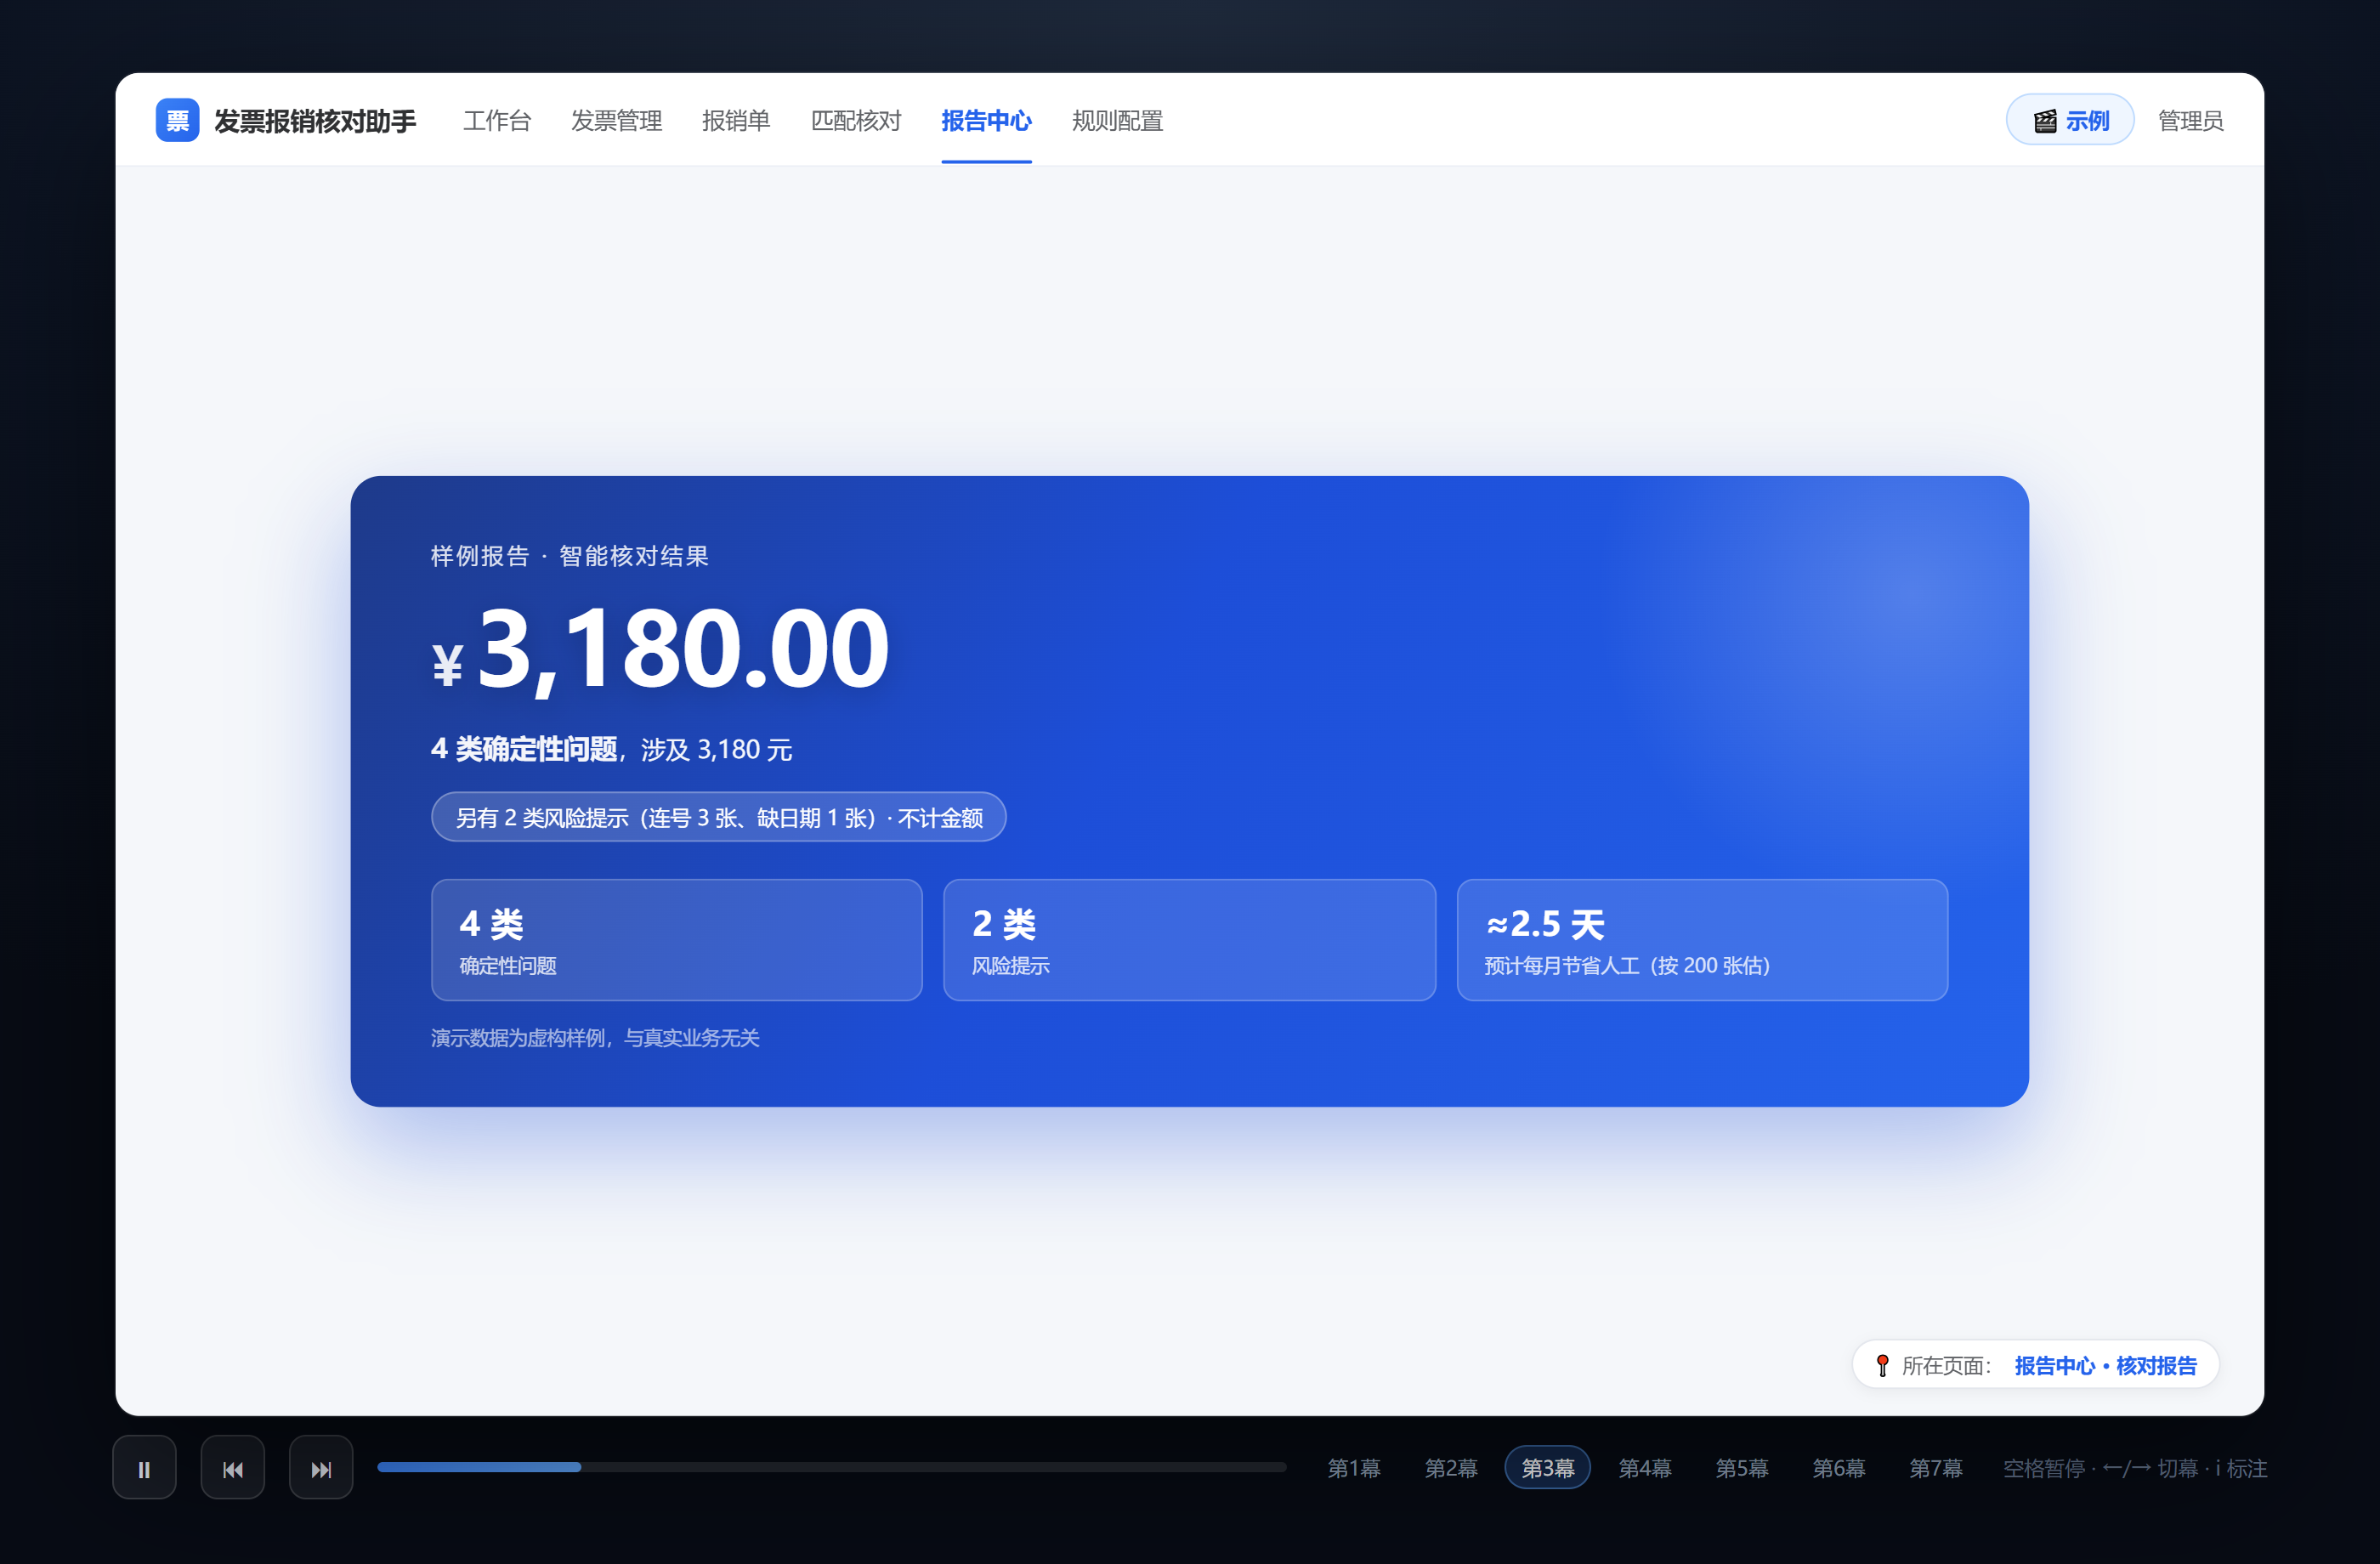 票 发票报销核对助手 工作台 发票管理 报销单 匹配核对 报告中心 规则配置 🎬 示例 管理员
样例报告 · 智能核对结果
¥ 3,180.00
4 类确定性问题，涉及 3,180 元
另有 2 类风险提示（连号 3 张、缺日期 1 张）· 不计金额
4 类
确定性问题
2 类
风险提示
≈2.5 天
预计每月节省人工（按 200 张估）
演示数据为虚构样例，与真实业务无关
📍 所在页面： 报告中心 • 核对报告
第1幕 第2幕 第3幕 第4幕 第5幕 第6幕 第7幕 空格暂停 · ←/→ 切幕 · i 标注